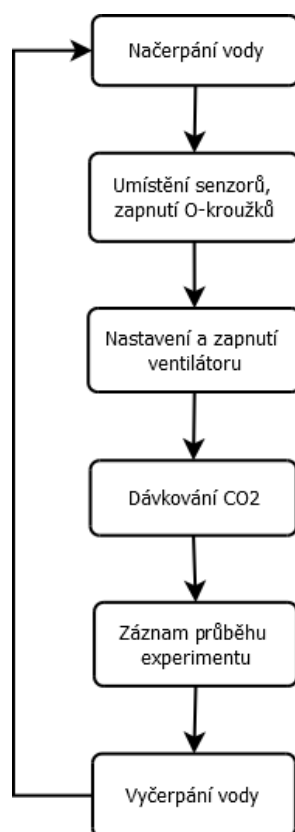 Načerpání vody
Umístění senzorů,
zapnutí O-kroužků
Nastavení a zapnutí
ventilátoru
Dávkování CO2
Záznam průběhu
experimentu
Vyčerpání vody